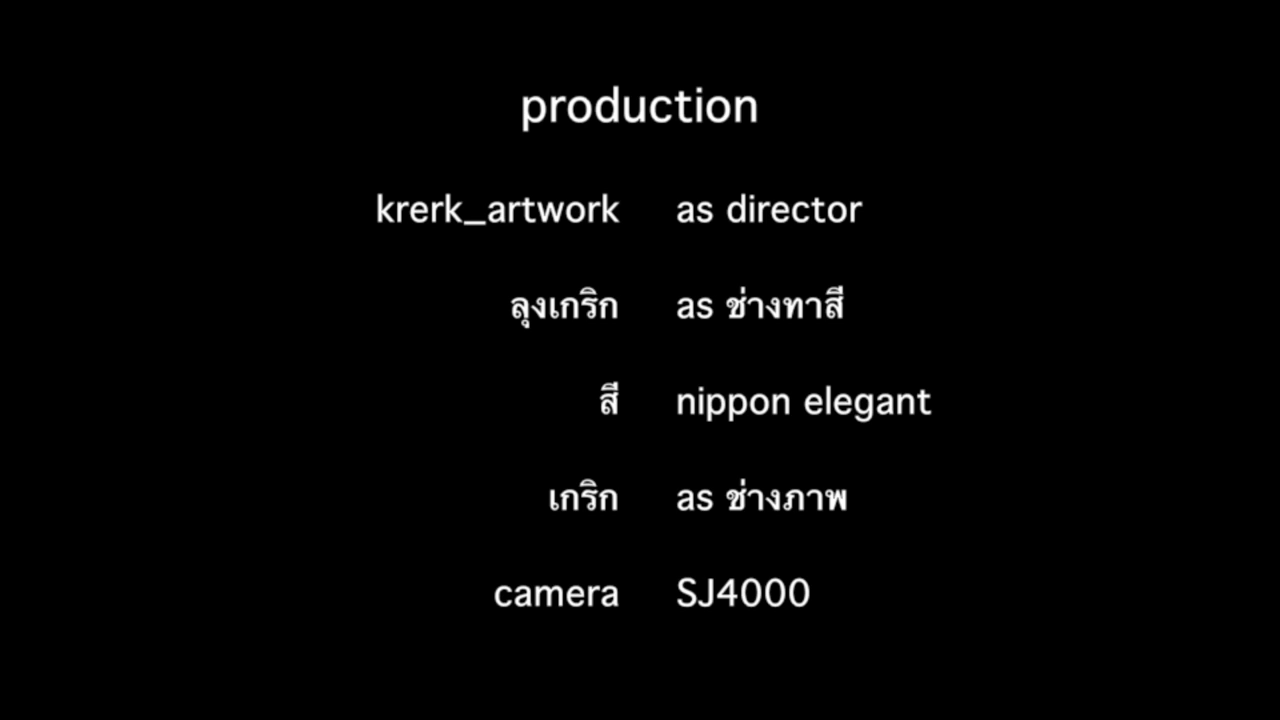 production
krerk_artwork as director
ลุงเกริก as ช่างทาสี
สี nippon elegant
เกริก as ช่างภาพ
camera SJ4000